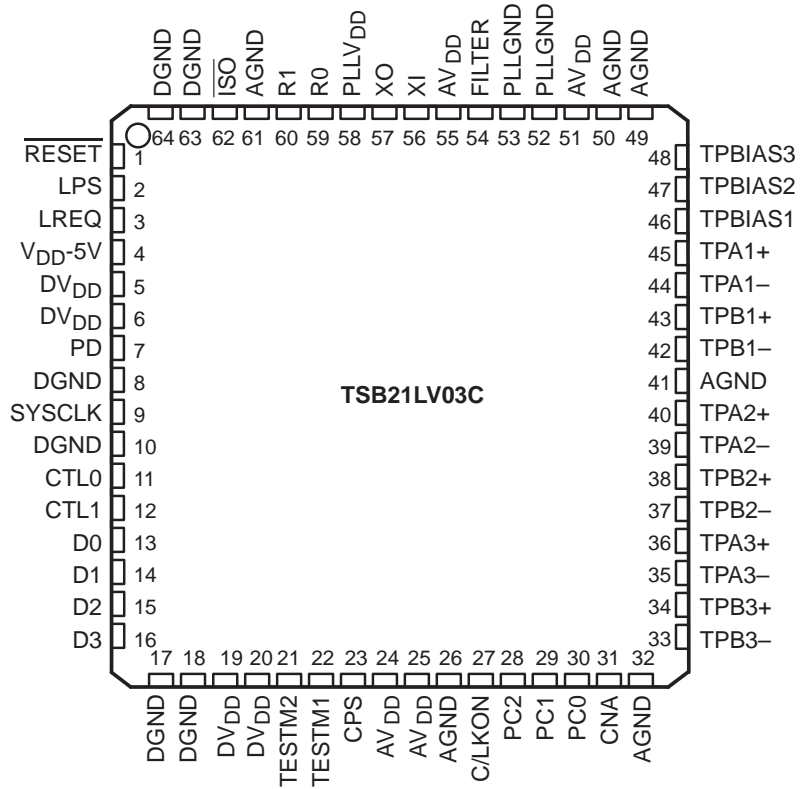 DGND
DGND
ISO
AGND
R1
R0
PLLVDD
XO
XI
AVDD
FILTER
PLLGND
PLLGND
AVDD
AGND
AGND
64 63 62 61 60 59 58 57 56 55 54 53 52 51 50 49
RESET 1
LPS 2
LREQ 3
VDD-5V 4
DVDD 5
DVDD 6
PD 7
DGND 8
SYSCLK 9
DGND 10
CTL0 11
CTL1 12
D0 13
D1 14
D2 15
D3 16
TSB21LV03C
48 TPBIAS3
47 TPBIAS2
46 TPBIAS1
45 TPA1+
44 TPA1–
43 TPB1+
42 TPB1–
41 AGND
40 TPA2+
39 TPA2–
38 TPB2+
37 TPB2–
36 TPA3+
35 TPA3–
34 TPB3+
33 TPB3–
17 18 19 20 21 22 23 24 25 26 27 28 29 30 31 32
DGND
DGND
DVDD
DVDD
TESTM2
TESTM1
CPS
AVDD
AVDD
AGND
C/LKON
PC2
PC1
PC0
CNA
AGND